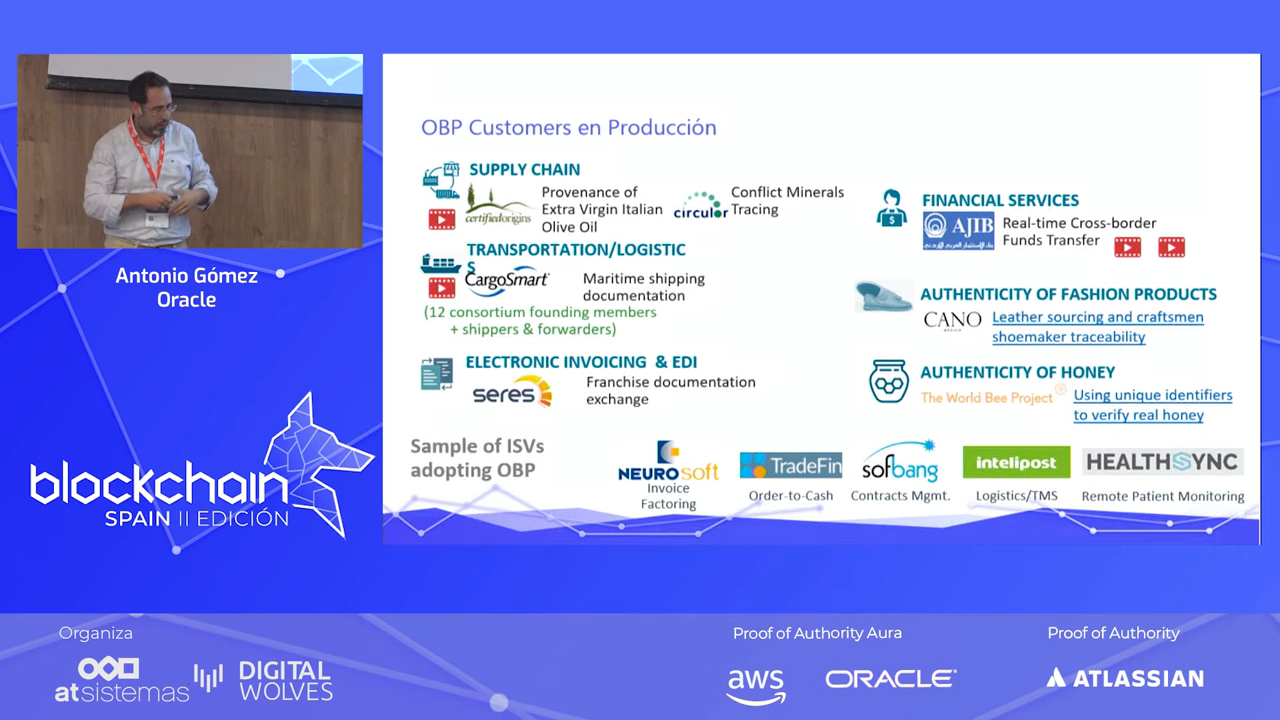 Antonio Gómez
Oracle
blockchain
SPAIN II EDICIÓN
OBP Customers en Producción
SUPPLY CHAIN
certifiedorigins
Provenance of
Extra Virgin Italian
Olive Oil
circulor
Conflict Minerals
Tracing
TRANSPORTATION/LOGISTIC
S
CargoSmart
Maritime shipping
documentation
(12 consortium founding members
+ shippers & forwarders)
ELECTRONIC INVOICING & EDI
seres
Franchise documentation
exchange
FINANCIAL SERVICES
AJIB
Real-time Cross-border
Funds Transfer
AUTHENTICITY OF FASHION PRODUCTS
CANO
Leather sourcing and craftsmen
shoemaker traceability
AUTHENTICITY OF HONEY
The World Bee Project
Using unique identifiers
to verify real honey
Sample of ISVs
adopting OBP
NEUROsoft
Invoice
Factoring
TradeFin
Order-to-Cash
sofbang
Contracts Mgmt.
intelipost
Logistics/TMS
HEALTHSYNC
Remote Patient Monitoring
Organiza
atsistemas
DIGITAL
WOLVES
Proof of Authority Aura
aws
ORACLE
Proof of Authority
ATLASSIAN